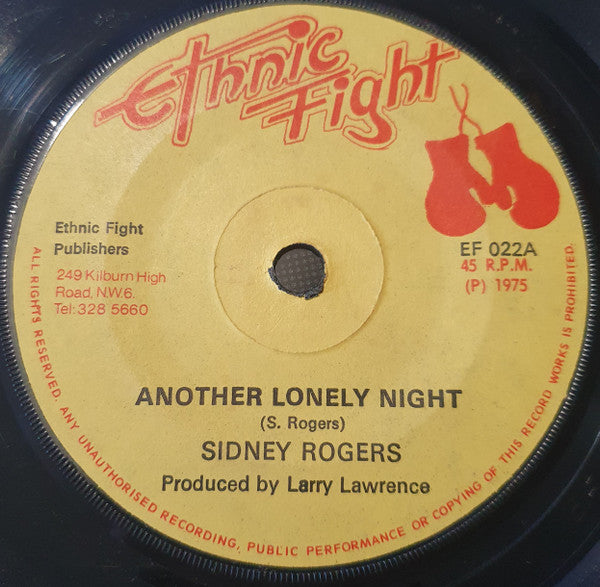 Ethnic
Fight
Ethnic Fight
Publishers
249 Kilburn High
Road, N.W.6.
Tel: 328 5660
EF 022A
45 R.P.M.
(P) 1975
ANOTHER LONELY NIGHT
(S. Rogers)
SIDNEY ROGERS
Produced by Larry Lawrence
ALL RIGHTS RESERVED. ANY UNAUTHORISED RECORDING, PUBLIC PERFORMANCE OR COPYING OF THIS RECORD WORKS IS PROHIBITED.